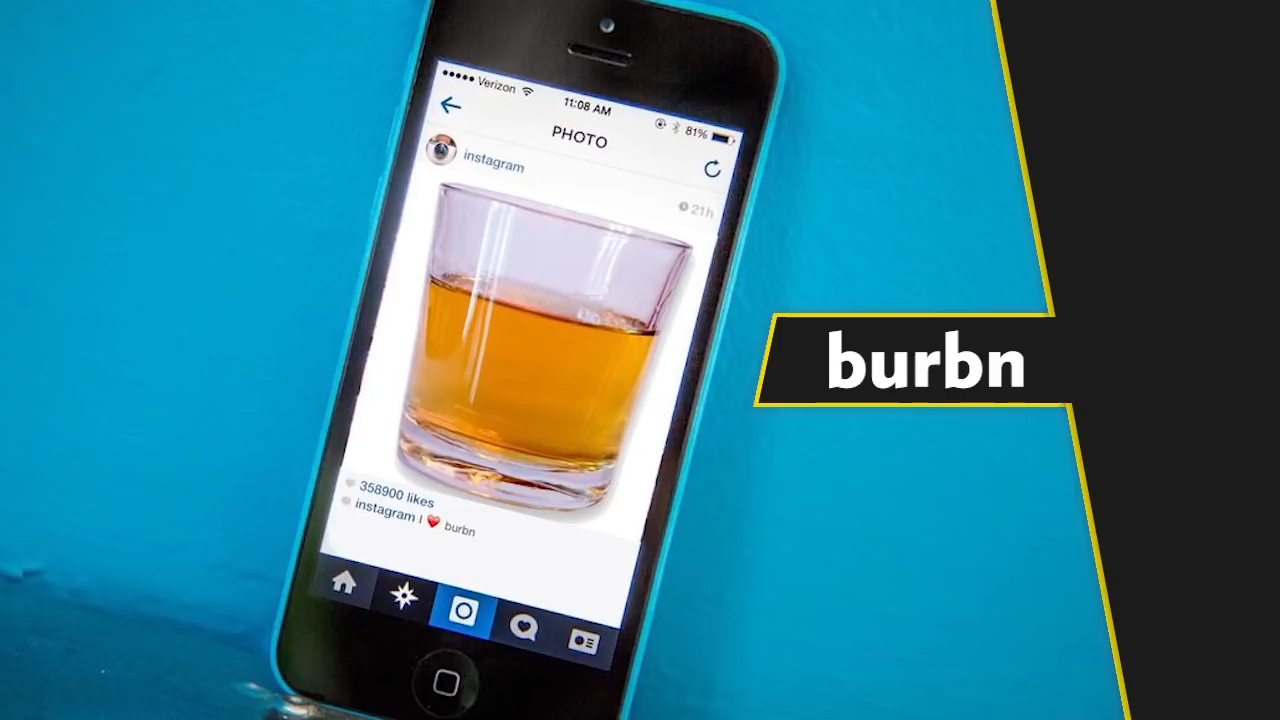 Verizon 11:08 AM 81%
PHOTO
instagram
21h
358900 likes
instagram I ❤️ burbn
burbn